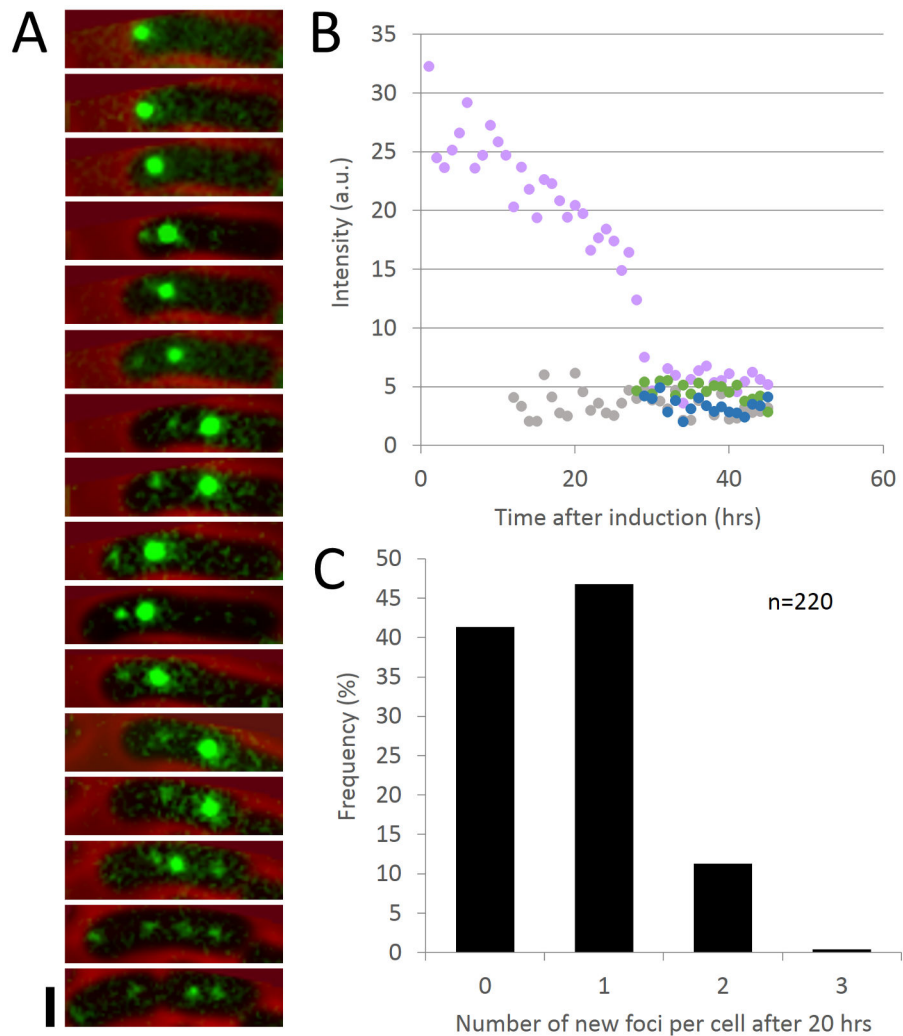 A
B
35
30
25
20
15
10
5
0
Intensity (a.u.)
0 20 40 60
Time after induction (hrs)
C
50
45
40
35
30
25
20
15
10
5
0
Frequency (%)
n=220
0 1 2 3
Number of new foci per cell after 20 hrs